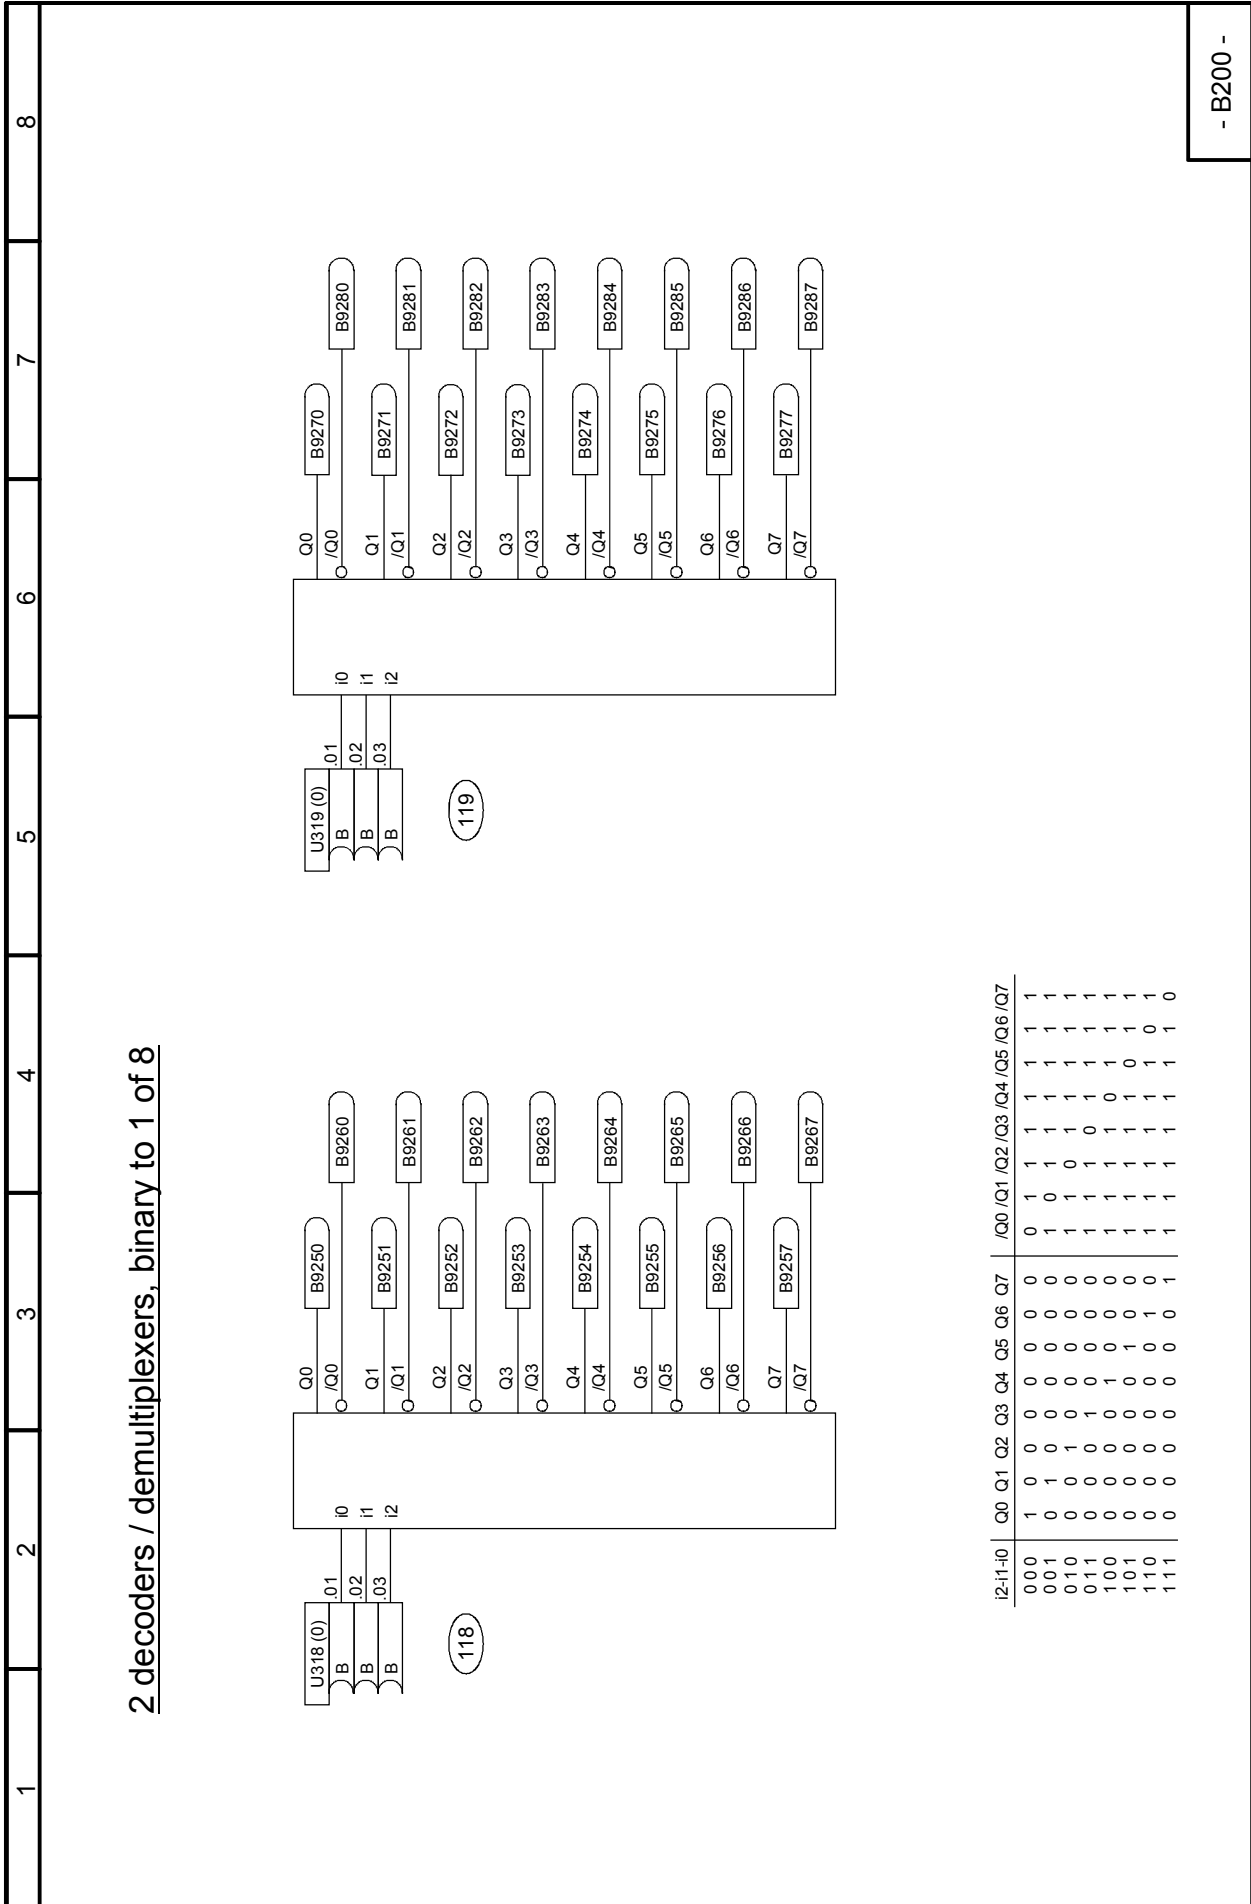 1 2 3 4 5 6 7 8
2 decoders / demultiplexers, binary to 1 of 8
U318 (0)
B .01 i0
B .02 i1
B .03 i2
118
Q0 B9250
/Q0 B9260
Q1 B9251
/Q1 B9261
Q2 B9252
/Q2 B9262
Q3 B9253
/Q3 B9263
Q4 B9254
/Q4 B9264
Q5 B9255
/Q5 B9265
Q6 B9256
/Q6 B9266
Q7 B9257
/Q7 B9267
U319 (0)
B .01 i0
B .02 i1
B .03 i2
119
Q0 B9270
/Q0 B9280
Q1 B9271
/Q1 B9281
Q2 B9272
/Q2 B9282
Q3 B9273
/Q3 B9283
Q4 B9274
/Q4 B9284
Q5 B9275
/Q5 B9285
Q6 B9276
/Q6 B9286
Q7 B9277
/Q7 B9287
i2-i1-i0 Q0 Q1 Q2 Q3 Q4 Q5 Q6 Q7 /Q0 /Q1 /Q2 /Q3 /Q4 /Q5 /Q6 /Q7
0 0 0 1 0 0 0 0 0 0 0 0 1 1 1 1 1 1 1
0 0 1 0 1 0 0 0 0 0 0 1 0 1 1 1 1 1 1
0 1 0 0 0 1 0 0 0 0 0 1 1 0 1 1 1 1 1
0 1 1 0 0 0 1 0 0 0 0 1 1 1 0 1 1 1 1
1 0 0 0 0 0 0 1 0 0 0 1 1 1 1 0 1 1 1
1 0 1 0 0 0 0 0 1 0 0 1 1 1 1 1 0 1 1
1 1 0 0 0 0 0 0 0 1 0 1 1 1 1 1 1 0 1
1 1 1 0 0 0 0 0 0 0 1 1 1 1 1 1 1 1 0
- B200 -